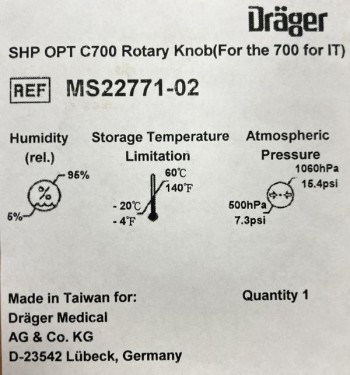 Dräger
SHP OPT C700 Rotary Knob(For the 700 for IT)
REF MS22771-02
Humidity (rel.)
95%
%
5%
Storage Temperature Limitation
60℃
140℉
- 20℃
- 4℉
Atmospheric Pressure
1060hPa
15.4psi
500hPa
7.3psi
Made in Taiwan for:
Quantity 1
Dräger Medical
AG & Co. KG
D-23542 Lübeck, Germany